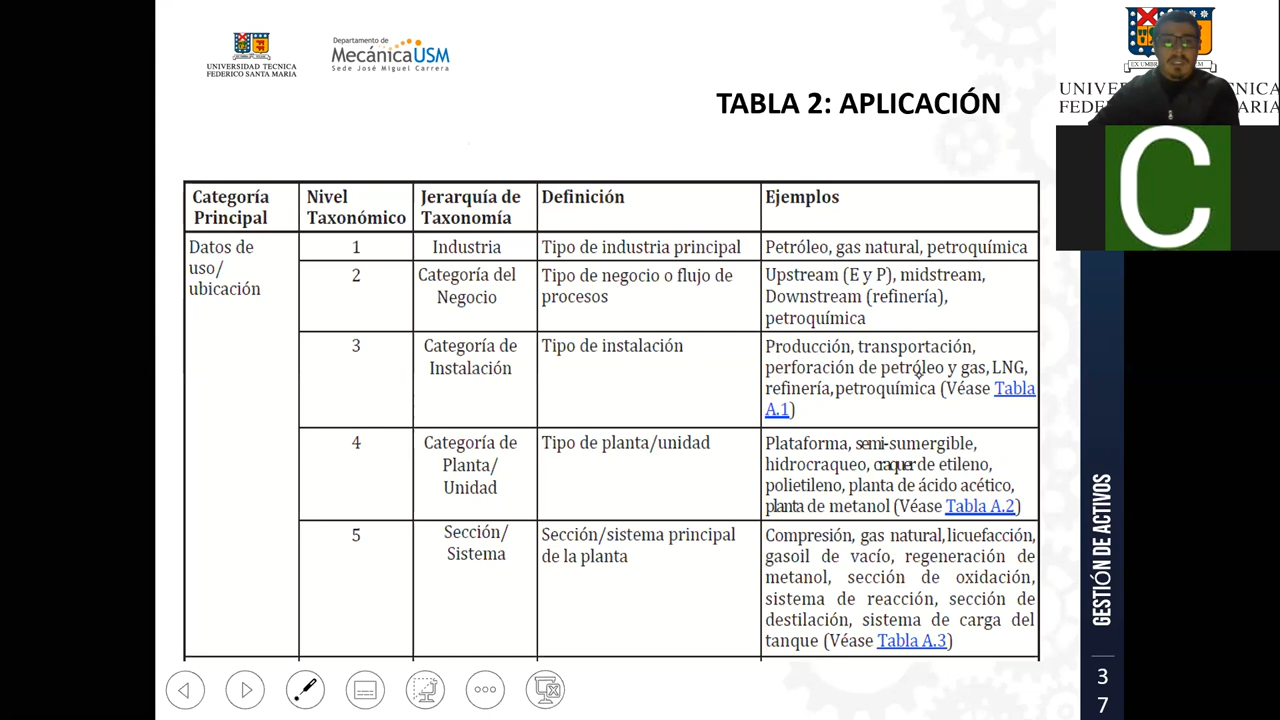 UNIVERSIDAD TECNICA
FEDERICO SANTA MARIA
Departamento de
MecánicaUSM
Sede José Miguel Carrera
TABLA 2: APLICACIÓN
Categoría Principal
Nivel Taxonómico
Jerarquía de Taxonomía
Definición
Ejemplos
Datos de
uso/
ubicación
1
Industria
Tipo de industria principal
Petróleo, gas natural, petroquímica
2
Categoría del
Negocio
Tipo de negocio o flujo de
procesos
Upstream (E y P), midstream,
Downstream (refinería),
petroquímica
3
Categoría de
Instalación
Tipo de instalación
Producción, transportación,
perforación de petróleo y gas, LNG,
refinería, petroquímica (Véase Tabla
A.1)
4
Categoría de
Planta/
Unidad
Tipo de planta/unidad
Plataforma, semi-sumergible,
hidrocraqueo, craquer de etileno,
polietileno, planta de ácido acético,
planta de metanol (Véase Tabla A.2)
5
Sección/
Sistema
Sección/sistema principal
de la planta
Compresión, gas natural, licuefacción,
gasoil de vacío, regeneración de
metanol, sección de oxidación,
sistema de reacción, sección de
destilación, sistema de carga del
tanque (Véase Tabla A.3)
C
GESTIÓN DE ACTIVOS
3
7